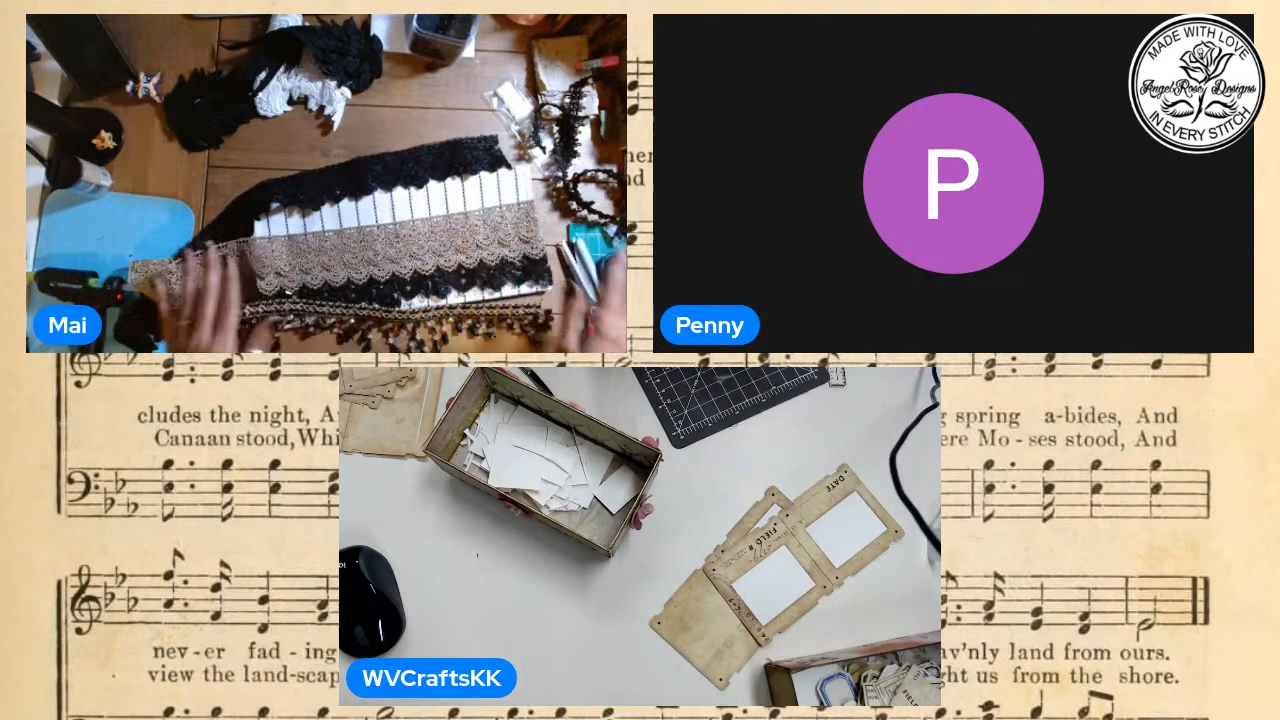 MADE WITH LOVE
AngelRose Designs
IN EVERY STITCH
P
Mai
Penny
cludes the night, A
Canaan stood, Whi
spring a-bides, And
ere Mo-ses stood, And
DATE
FIELD #
nev-er fad-ing
view the land-scap
av'nly land from ours.
ght us from the shore.
FIELD
WVCraftsKK